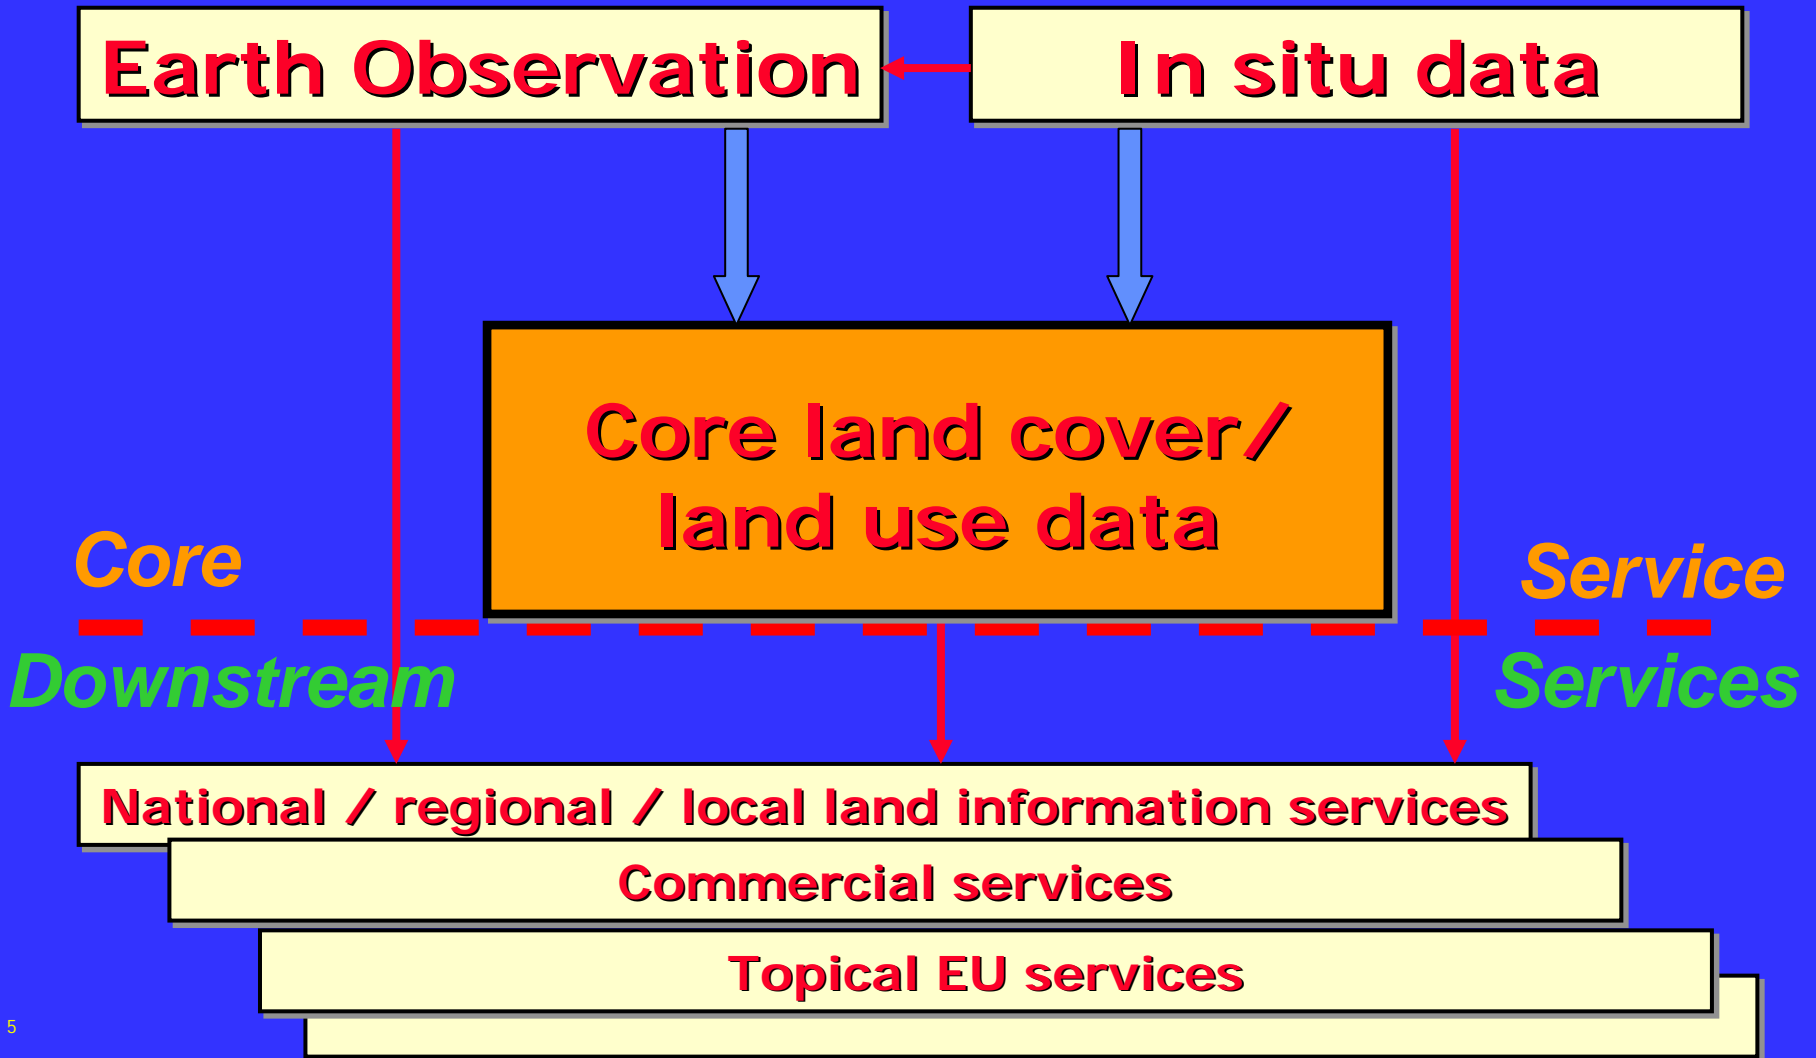 Earth Observation
In situ data
Core land cover/
land use data
Core
Service
Downstream
Services
National / regional / local land information services
Commercial services
Topical EU services
5